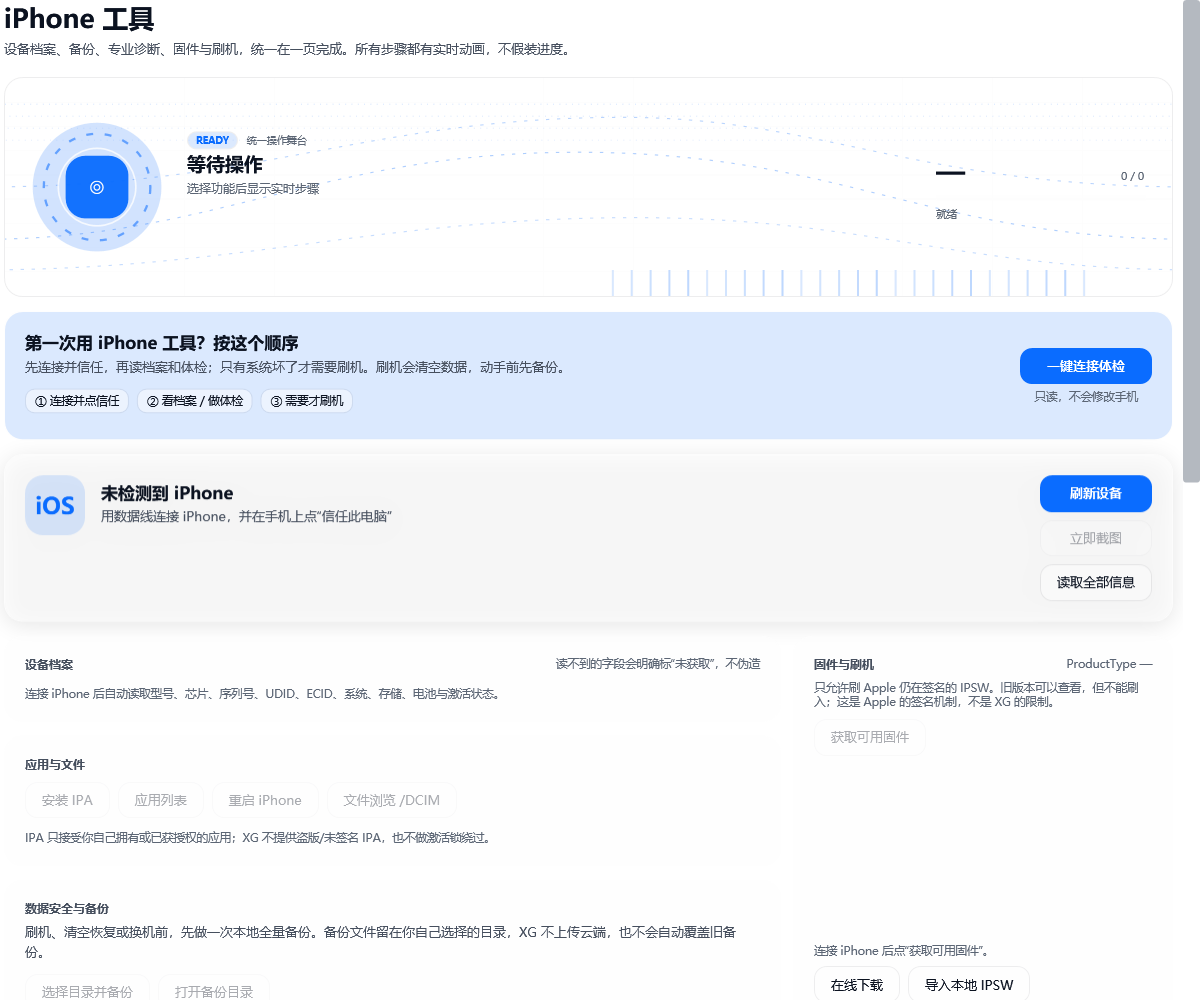 iPhone 工具
设备档案、备份、专业诊断、固件与刷机，统一在一页完成。所有步骤都有实时动画，不假装进度。
READY 统一操作舞台
等待操作
选择功能后显示实时步骤
—
0 / 0
就绪
第一次用 iPhone 工具？按这个顺序
先连接并信任，再读档案和体检；只有系统坏了才需要刷机。刷机会清空数据，动手前先备份。
① 连接并点信任 ② 看档案 / 做体检 ③ 需要才刷机
一键连接体检
只读，不会修改手机
iOS
未检测到 iPhone
用数据线连接 iPhone，并在手机上点“信任此电脑”
刷新设备
立即截图
读取全部信息
设备档案 读不到的字段会明确标“未获取”，不伪造
连接 iPhone 后自动读取型号、芯片、序列号、UDID、ECID、系统、存储、电池与激活状态。
应用与文件
安装 IPA 应用列表 重启 iPhone 文件浏览 /DCIM
IPA 只接受你自己拥有或已获授权的应用；XG 不提供盗版/未签名 IPA，也不做激活锁绕过。
数据安全与备份
刷机、清空恢复或换机前，先做一次本地全量备份。备份文件留在你自己选择的目录，XG 不上传云端，也不会自动覆盖旧备
份。
选择目录并备份 打开备份目录
固件与刷机 ProductType —
只允许刷 Apple 仍在签名的 IPSW。旧版本可以查看，但不能刷
入；这是 Apple 的签名机制，不是 XG 的限制。
获取可用固件
连接 iPhone 后点“获取可用固件”。
在线下载 导入本地 IPSW